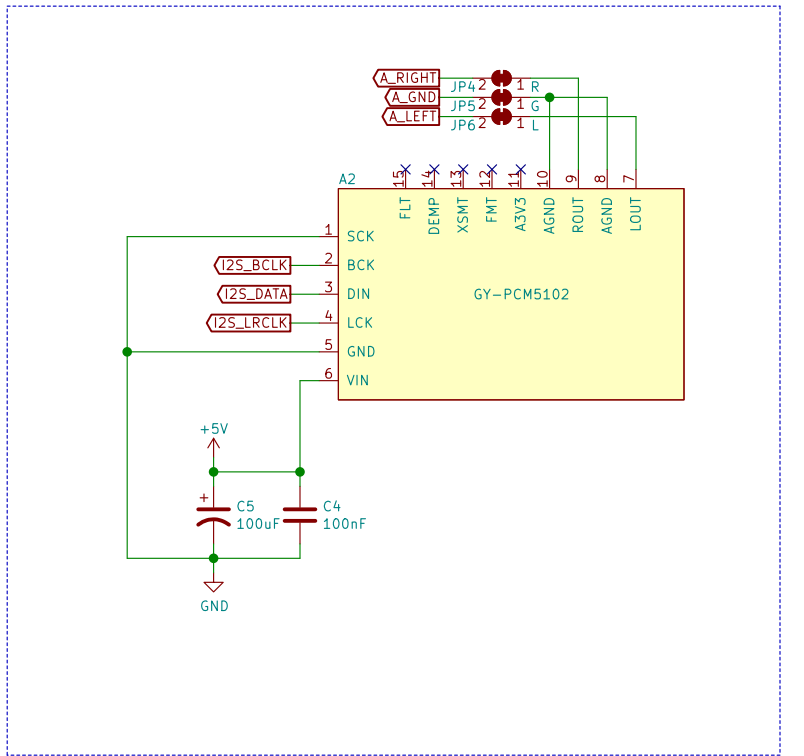 A_RIGHT
JP4 2 1 R
A_GND
JP5 2 1 G
A_LEFT
JP6 2 1 L
A2
15 14 13 12 11 10 9 8 7
FLT DEMP XSMT FMT A3V3 AGND ROUT AGND LOUT
1 SCK
I2S_BCLK 2 BCK
I2S_DATA 3 DIN
GY-PCM5102
I2S_LRCLK 4 LCK
5 GND
6 VIN
+5V
+
C5
100uF
C4
100nF
GND